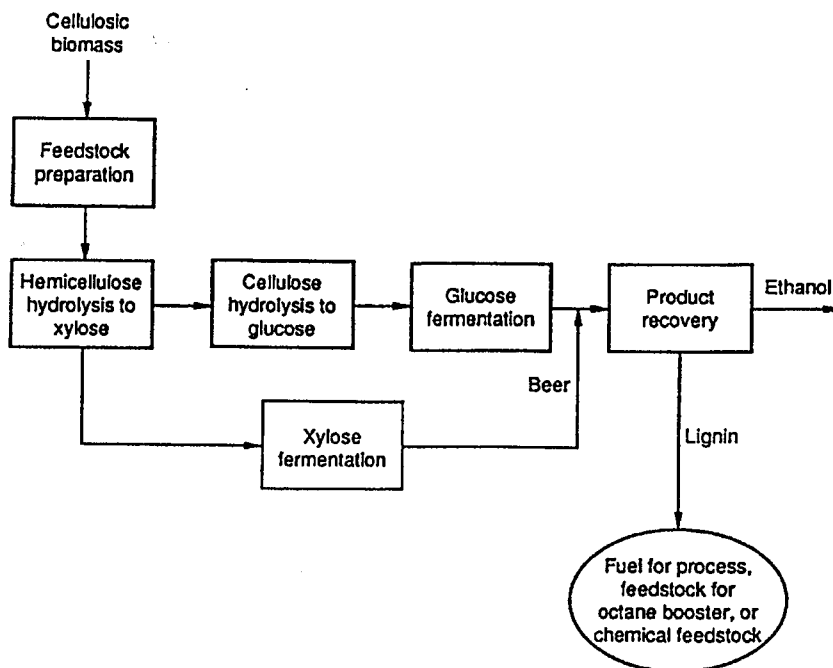 Cellulosic
biomass
Feedstock
preparation
Hemicellulose
hydrolysis to
xylose
Cellulose
hydrolysis to
glucose
Glucose
fermentation
Product
recovery
Ethanol
Beer
Xylose
fermentation
Lignin
Fuel for process,
feedstock for
octane booster, or
chemical feedstock